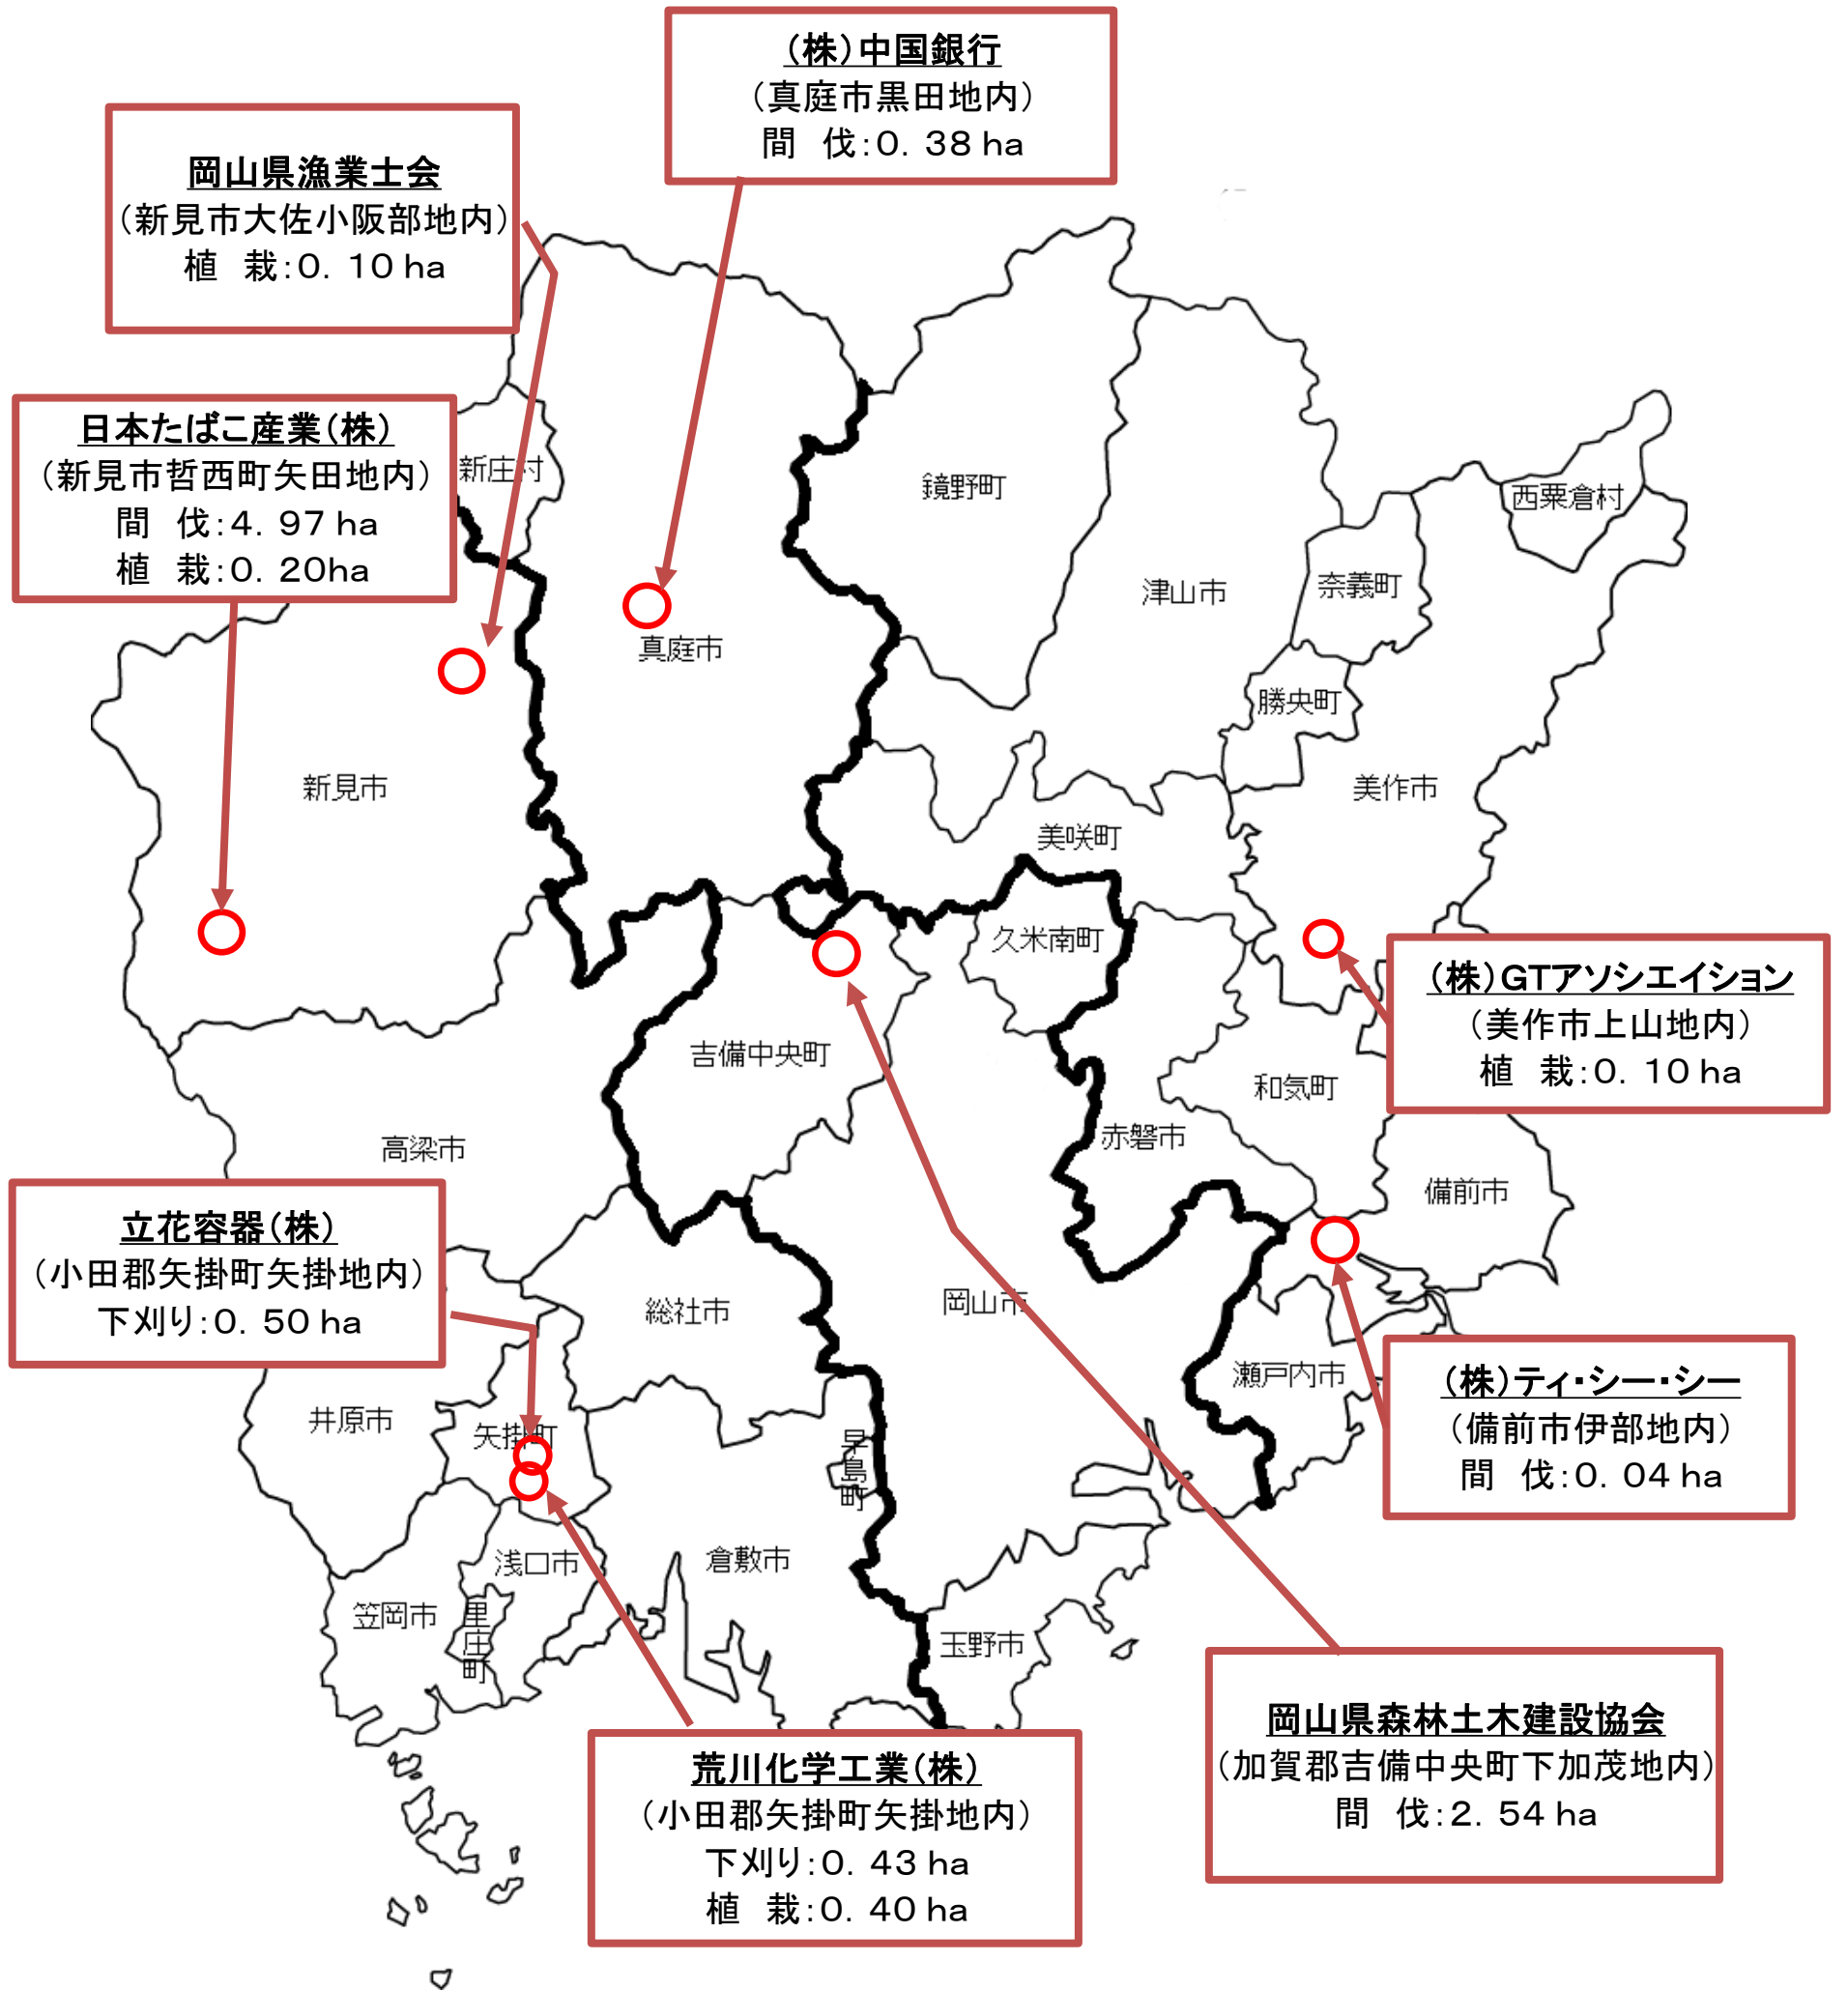 (株)中国銀行
(真庭市黒田地内)
間 伐:0.38 ha
岡山県漁業士会
(新見市大佐小阪部地内)
植 栽:0.10 ha
日本たばこ産業(株)
(新見市哲西町矢田地内)
間 伐:4.97 ha
植 栽:0.20ha
新庄村
鏡野町
西粟倉村
津山市
奈義町
真庭市
勝央町
新見市
美作市
美咲町
久米南町
(株)GTアソシエイション
(美作市上山地内)
植 栽:0.10 ha
吉備中央町
和気町
赤磐市
高梁市
備前市
立花容器(株)
(小田郡矢掛町矢掛地内)
下刈り:0.50 ha
総社市
岡山市
瀬戸内市
(株)ティ・シー・シー
(備前市伊部地内)
間 伐:0.04 ha
井原市
矢掛町
早島町
浅口市
倉敷市
笠岡市
里庄町
玉野市
岡山県森林土木建設協会
(加賀郡吉備中央町下加茂地内)
間 伐:2.54 ha
荒川化学工業(株)
(小田郡矢掛町矢掛地内)
下刈り:0.43 ha
植 栽:0.40 ha